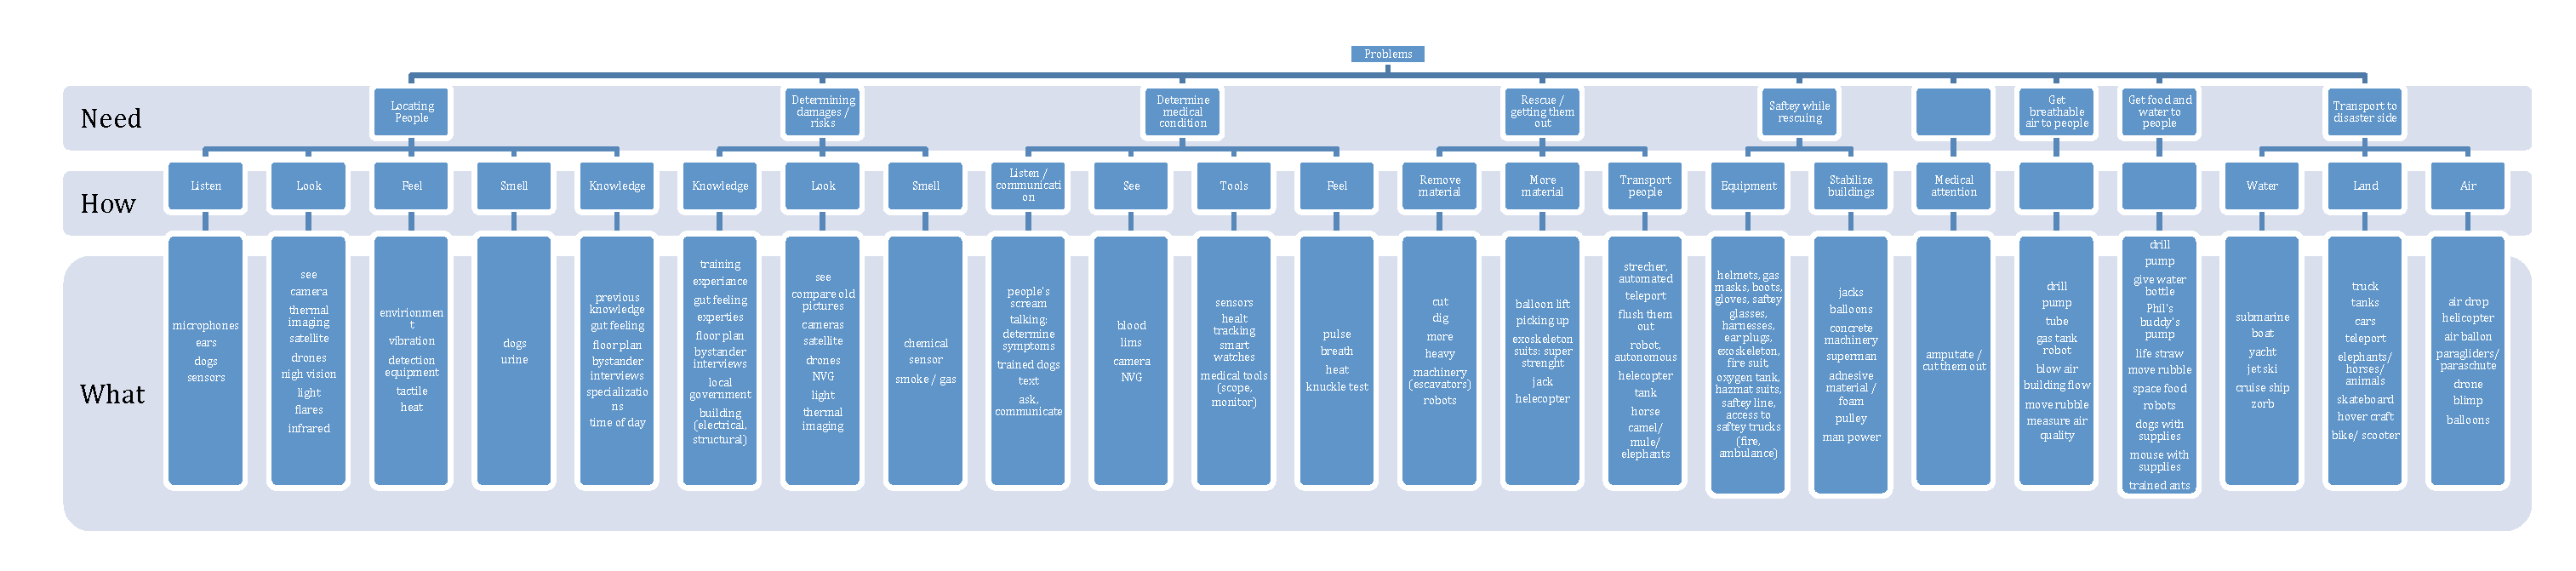 Problems
Need
Locating
People
Determining
damages /
risks
Determine
medical
condition
Rescue /
getting them
out
Saftey while
rescuing
Get
breathable
air to people
Get food and
water to
people
Transport to
disaster side
How
Listen
Look
Feel
Smell
Knowledge
Knowledge
Look
Smell
Listen /
communicati
on
See
Tools
Feel
Remove
material
More
material
Transport
people
Equipment
Stabilize
buildings
Medical
attention
Water
Land
Air
What
microphones
ears
dogs
sensors
see
camera
thermal
imaging
satellite
drones
nigh vision
light
flares
infrared
envirionmen
t
vibration
detection
equipment
tactile
heat
dogs
urine
previous
knowledge
gut feeling
floor plan
bystander
interviews
specializatio
ns
time of day
training
experiance
gut feeling
experties
floor plan
bystander
interviews
local
government
building
(electrical,
structural)
see
compare old
pictures
cameras
satellite
drones
NVG
light
thermal
imaging
chemical
sensor
smoke / gas
people's
scream
talking:
determine
symptoms
trained dogs
text
ask,
communicate
blood
lims
camera
NVG
sensors
healt
tracking
smart
watches
medical tools
(scope,
monitor)
pulse
breath
heat
knuckle test
cut
dig
more
heavy
machinery
(escavators)
robots
balloon lift
picking up
exoskeleton
suits: super
strenght
jack
helecopter
strecher,
automated
teleport
flush them
out
robot,
autonomous
helecopter
tank
horse
camel/
mule/
elephants
helmets, gas
masks, boots,
gloves, saftey
glasses,
harnesses,
ear plugs,
exoskeleton,
fire suit,
oxygen tank,
hazmat suits,
saftey line,
access to
saftey trucks
(fire,
ambulance)
jacks
balloons
concrete
machinery
superman
adnesive
material /
foam
pulley
man power
amputate /
cut them out
drill
pump
tube
gas tank
robot
blow air
building flow
move rubble
measure air
quality
drill
pump
give water
bottle
Phil's
buddy's
pump
life straw
move rubble
space food
robots
dogs with
supplies
mouse with
supplies
trained ants
submarine
boat
yacht
jet ski
cruise ship
zorb
truck
tanks
cars
teleport
elephants/
horses/
animals
skateboard
hover craft
bike/ scooter
air drop
helicopter
air ballon
paragliders/
parachute
drone
blimp
balloons